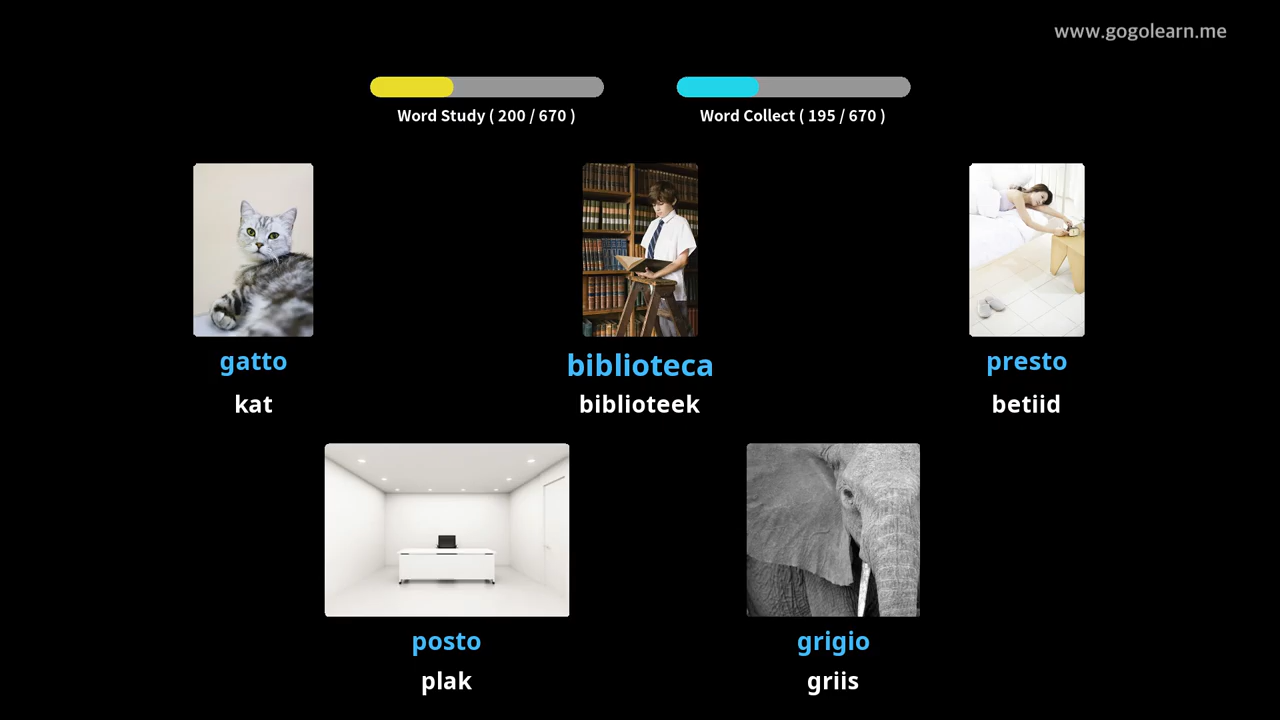 www.gogolearn.me
Word Study ( 200 / 670 )
Word Collect ( 195 / 670 )
gatto
kat
biblioteca
biblioteek
presto
betiid
posto
plak
grigio
griis